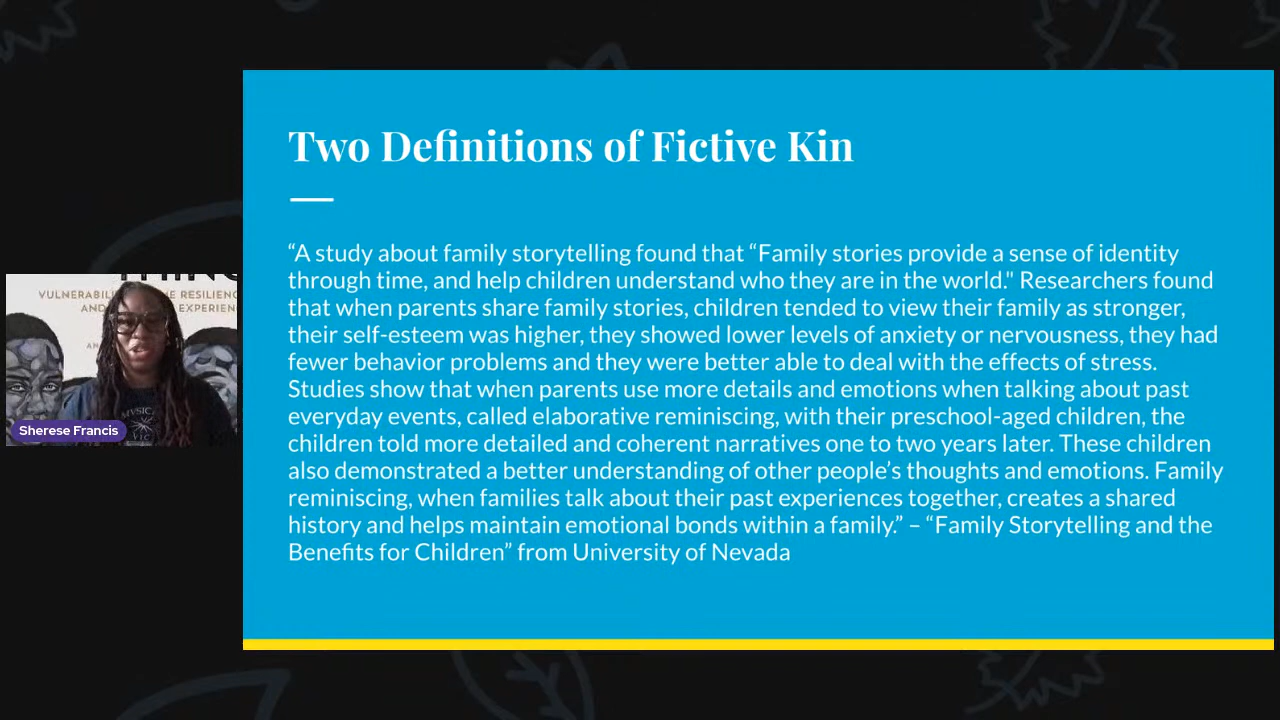 Two Definitions of Fictive Kin
“A study about family storytelling found that “Family stories provide a sense of identity
through time, and help children understand who they are in the world." Researchers found
that when parents share family stories, children tended to view their family as stronger,
their self-esteem was higher, they showed lower levels of anxiety or nervousness, they had
fewer behavior problems and they were better able to deal with the effects of stress.
Studies show that when parents use more details and emotions when talking about past
everyday events, called elaborative reminiscing, with their preschool-aged children, the
children told more detailed and coherent narratives one to two years later. These children
also demonstrated a better understanding of other people’s thoughts and emotions. Family
reminiscing, when families talk about their past experiences together, creates a shared
history and helps maintain emotional bonds within a family.” – “Family Storytelling and the
Benefits for Children” from University of Nevada
Sherese Francis